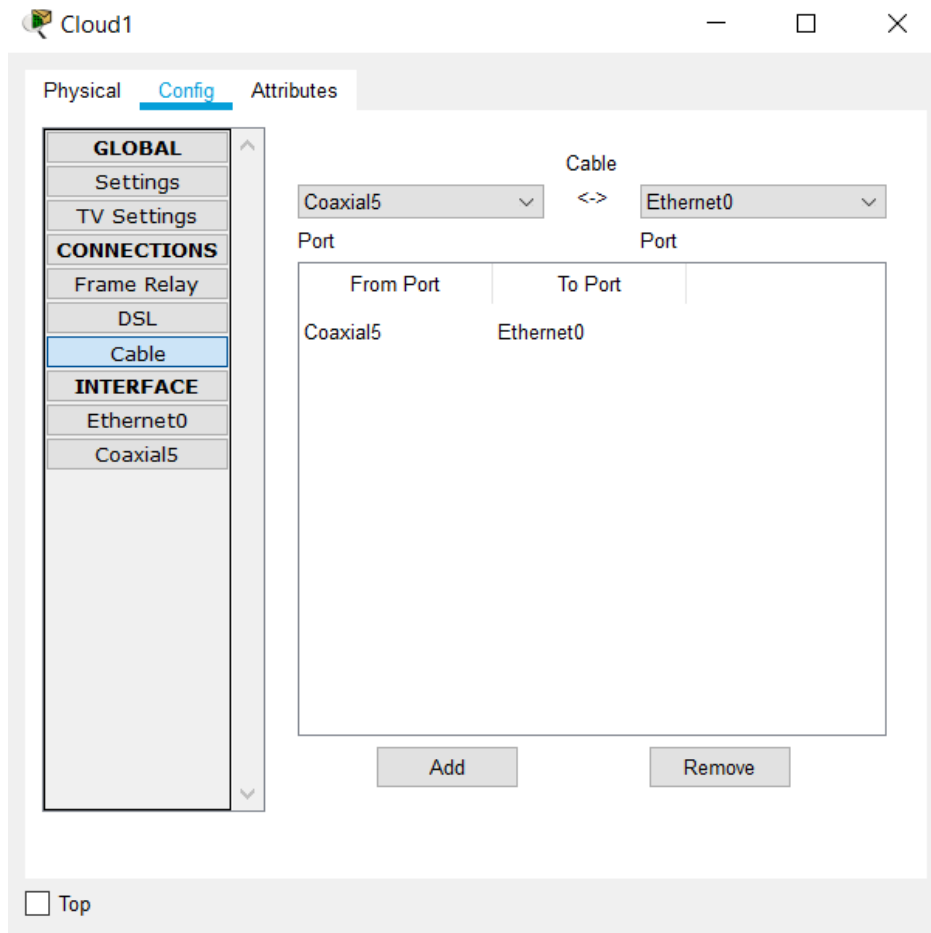 Cloud1
Physical Config Attributes
GLOBAL
Settings
TV Settings
CONNECTIONS
Frame Relay
DSL
Cable
INTERFACE
Ethernet0
Coaxial5
Cable
Coaxial5 <-> Ethernet0
Port Port
From Port To Port
Coaxial5 Ethernet0
Add Remove
Top